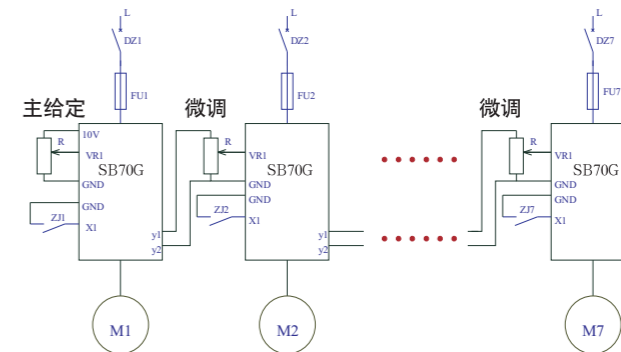 L
DZ1
FU1
主给定
10V
R
VR1
SB70G
GND
GND
ZJ1
X1
y1
y2
M1
L
DZ2
FU2
微调
R
VR1
SB70G
GND
GND
ZJ2
X1
y1
y2
M2
L
DZ7
FU7
微调
R
VR1
SB70G
GND
GND
ZJ7
X1
M7